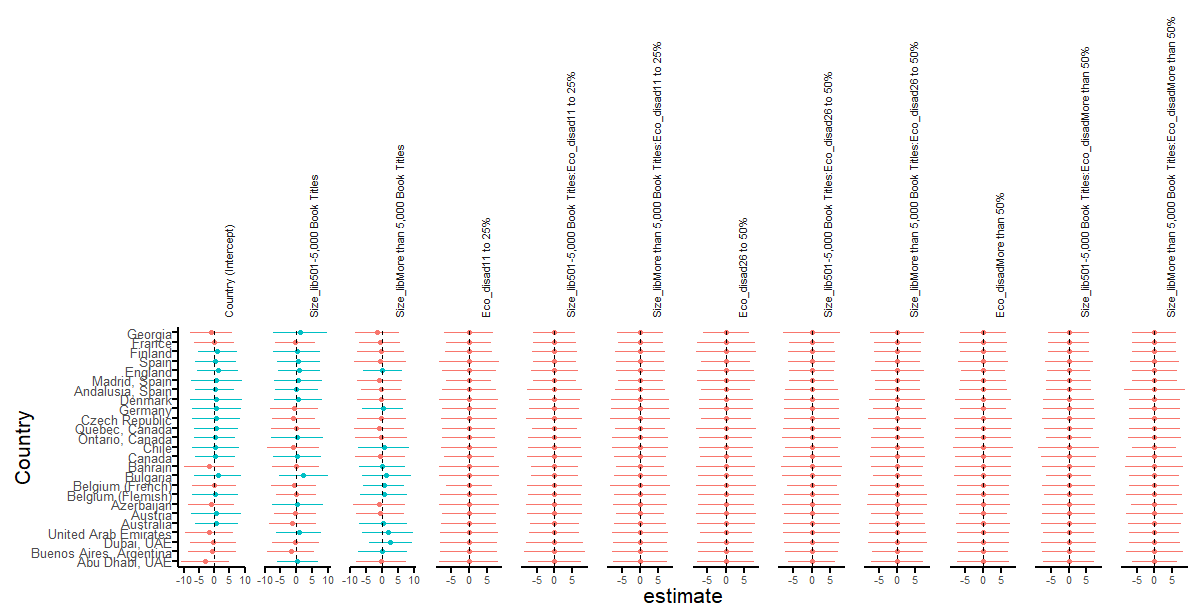 Country (Intercept)
Size_lib501-5,000 Book Titles
Size_libMore than 5,000 Book Titles
Eco_disad11 to 25%
Size_lib501-5,000 Book Titles:Eco_disad11 to 25%
Size_libMore than 5,000 Book Titles:Eco_disad11 to 25%
Eco_disad26 to 50%
Size_lib501-5,000 Book Titles:Eco_disad26 to 50%
Size_libMore than 5,000 Book Titles:Eco_disad26 to 50%
Eco_disadMore than 50%
Size_lib501-5,000 Book Titles:Eco_disadMore than 50%
Size_libMore than 5,000 Book Titles:Eco_disadMore than 50%
Country
Georgia
France
Finland
Spain
England
Madrid, Spain
Andalusia, Spain
Denmark
Germany
Czech Republic
Quebec, Canada
Ontario, Canada
Chile
Canada
Bahrain
Bulgaria
Belgium (French)
Belgium (Flemish)
Azerbaijan
Austria
Australia
United Arab Emirates
Dubai, UAE
Buenos Aires, Argentina
Abu Dhabi, UAE
-10 -5 0 5 10
-10 -5 0 5 10
-10 -5 0 5 10
-5 0 5
-5 0 5
-5 0 5
-5 0 5
-5 0 5
-5 0 5
-5 0 5
-5 0 5
-5 0 5
estimate